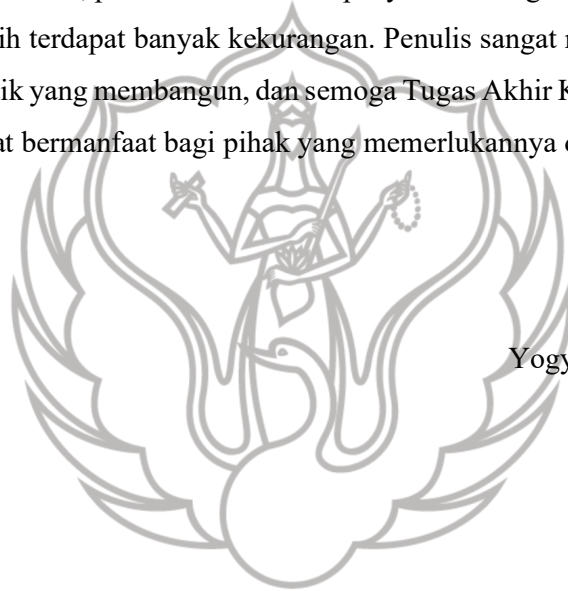 ih terdapat banyak kekurangan. Penulis sangat
ik yang membangun, dan semoga Tugas Akhir K
at bermanfaat bagi pihak yang memerlukannya
Yogy